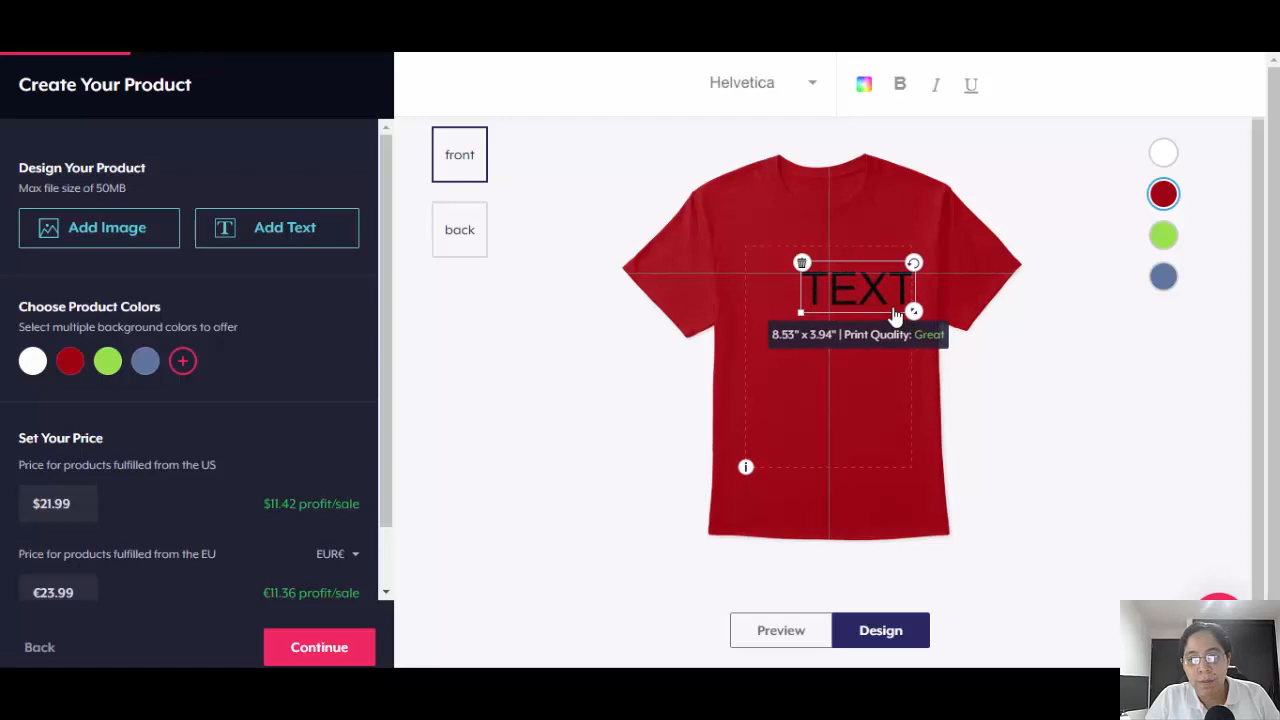 Create Your Product
Helvetica
B I U
Design Your Product
Max file size of 50MB
Add Image
T Add Text
Choose Product Colors
Select multiple background colors to offer
Set Your Price
Price for products fulfilled from the US
$21.99 $11.42 profit/sale
Price for products fulfilled from the EU EUR€
€23.99 €11.36 profit/sale
Back
Continue
front
back
TEXT
8.53" x 3.94" | Print Quality: Great
i
Preview
Design